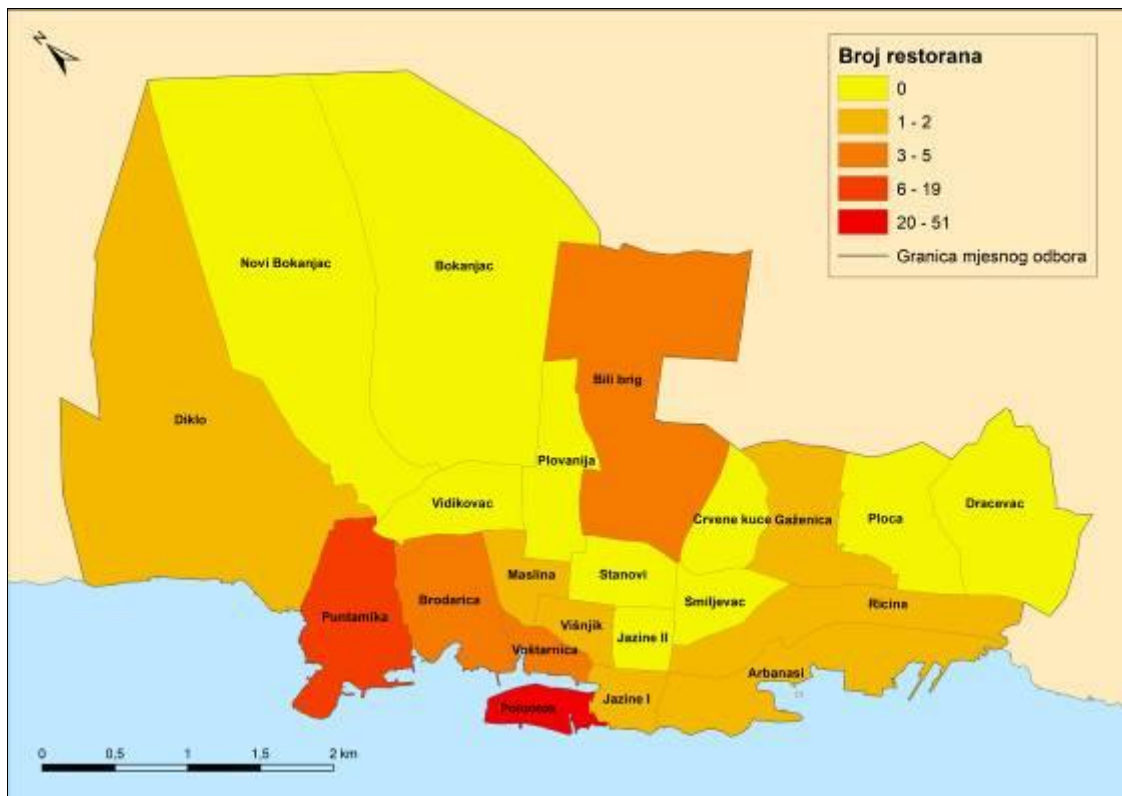 N
Broj restorana
0
1 - 2
3 - 5
6 - 19
20 - 51
Granica mjesnog odbora
Novi Bokanjac
Bokanjac
Bili brig
Diklo
Plovanija
Vidikovac
Crvene kuce
Gaženica
Ploca
Dracevac
Maslina
Stanovi
Brodarica
Smiljevac
Ricina
Puntamika
Višnjik
Jazine II
Voštarnica
Arbanasi
Jazine I
Poluotok
0 0,5 1 1,5 2 km